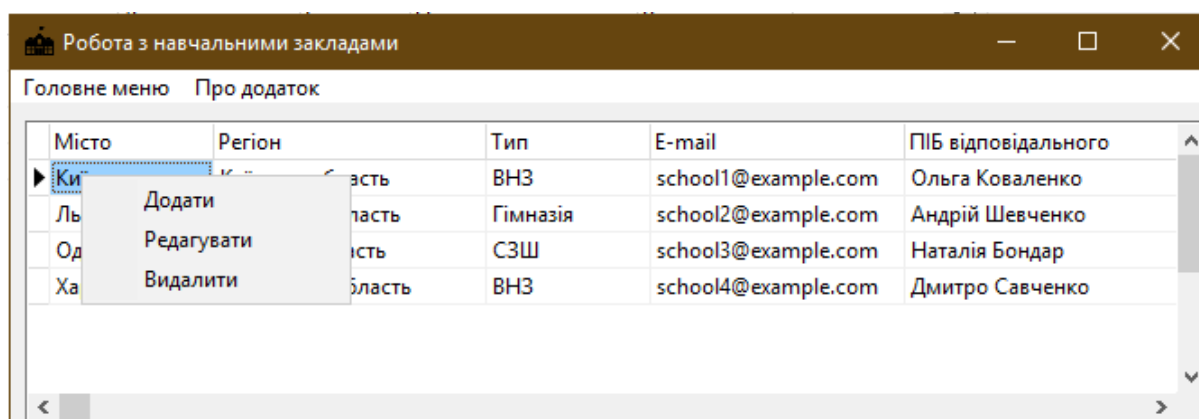 Робота з навчальними закладами
Головне меню Про додаток
Місто Регіон Тип E-mail ПІБ відповідального
ВНЗ school1@example.com Ольга Коваленко
Додати
Гімназія school2@example.com Андрій Шевченко
Редагувати
СЗШ school3@example.com Наталія Бондар
Видалити
ВНЗ school4@example.com Дмитро Савченко